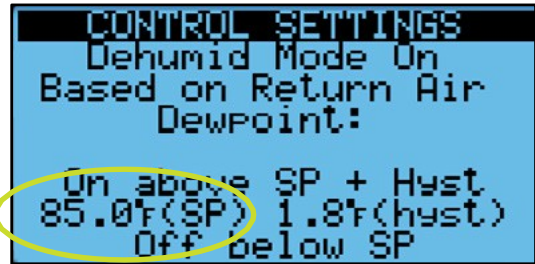 CONTROL SETTINGS
Dehumid Mode On
Based on Return Air
Dewpoint:
On above SP + Hyst
85.0°F(SP) 1.8°F(hyst)
Off below SP